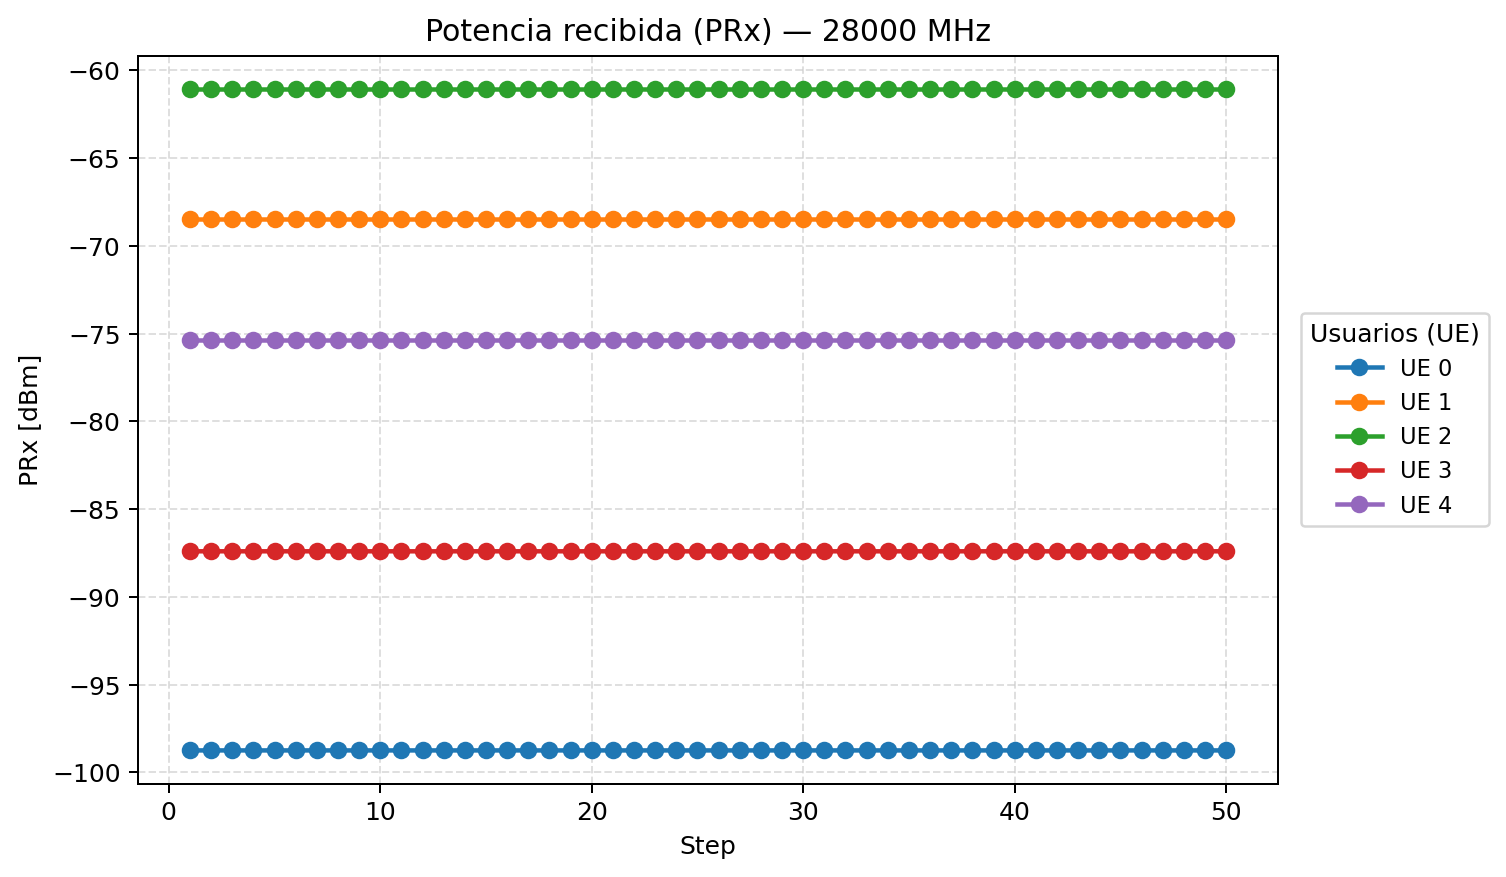 Potencia recibida (PRx) — 28000 MHz
PRx [dBm]
−60
−65
−70
−75
−80
−85
−90
−95
−100
0 10 20 30 40 50
Step
Usuarios (UE)
UE 0
UE 1
UE 2
UE 3
UE 4